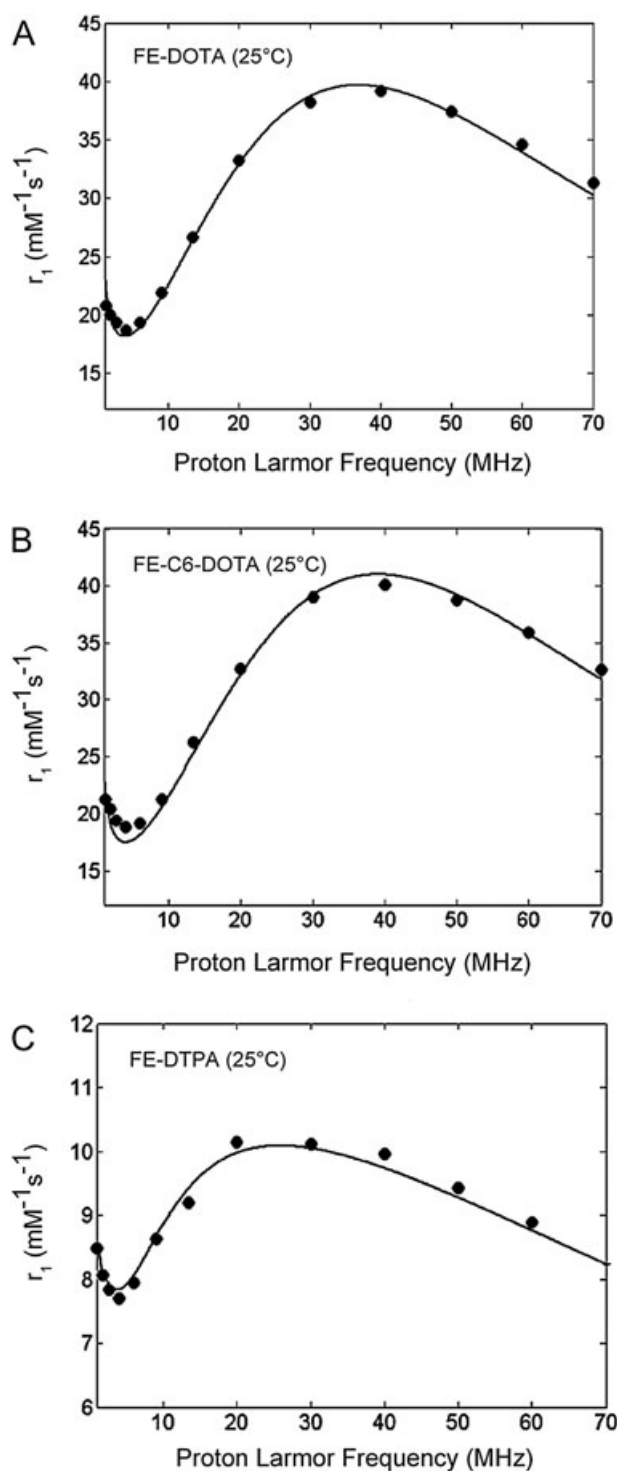 A
FE-DOTA (25°C)
45
40
35
30
25
20
15
r₁ (mM⁻¹s⁻¹)
10 20 30 40 50 60 70
Proton Larmor Frequency (MHz)
B
FE-C6-DOTA (25°C)
45
40
35
30
25
20
15
r₁ (mM⁻¹s⁻¹)
10 20 30 40 50 60 70
Proton Larmor Frequency (MHz)
C
FE-DTPA (25°C)
12
11
10
9
8
7
6
r₁ (mM⁻¹s⁻¹)
10 20 30 40 50 60 70
Proton Larmor Frequency (MHz)